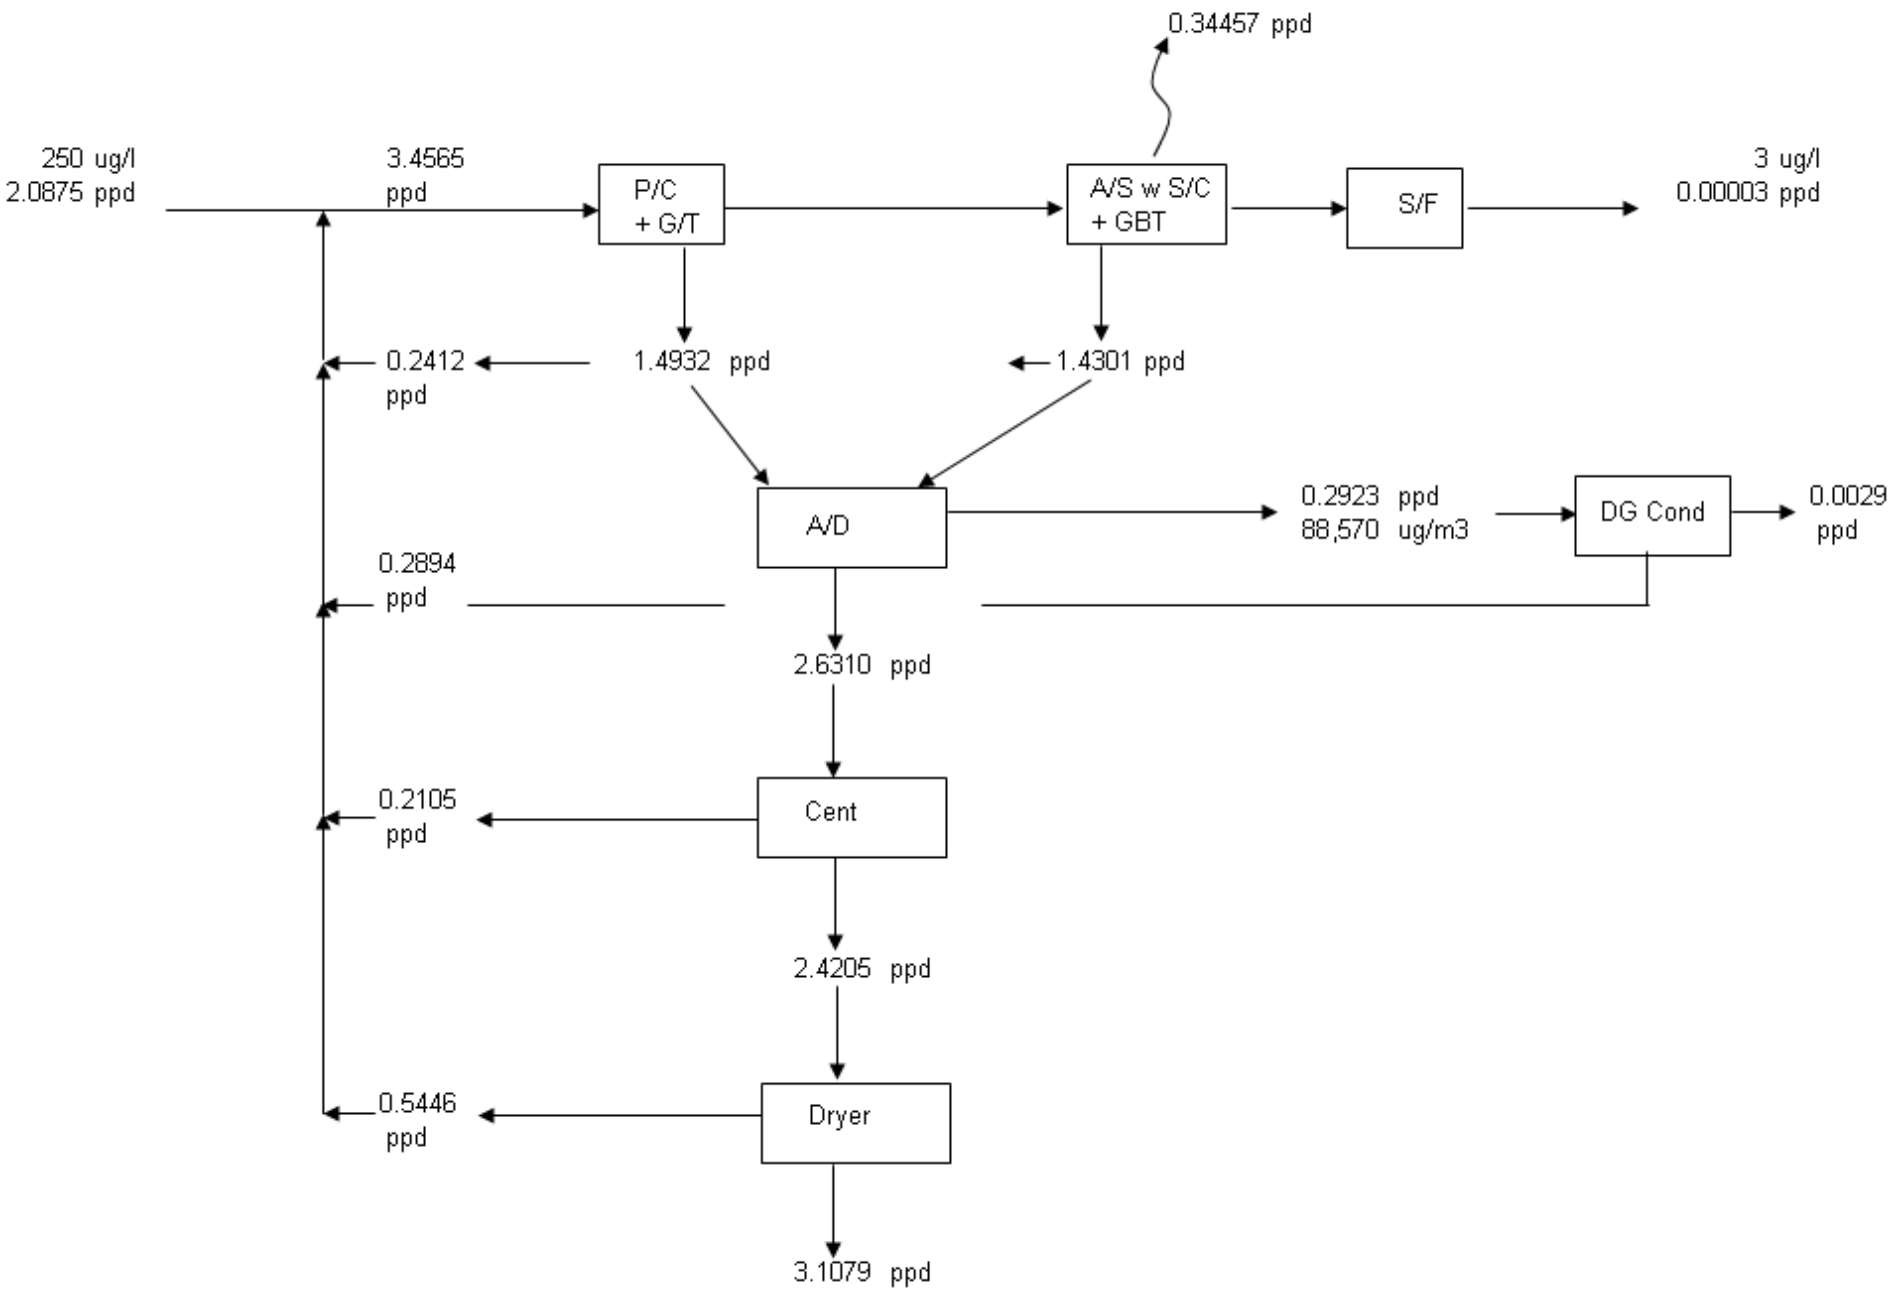 0.34457 ppd
250 ug/l
2.0875 ppd
3.4565
ppd
P/C
+ G/T
A/S w S/C
+ GBT
S/F
3 ug/l
0.00003 ppd
0.2412
ppd
1.4932 ppd
1.4301 ppd
A/D
0.2923 ppd
88,570 ug/m3
DG Cond
0.0029
ppd
0.2894
ppd
2.6310 ppd
0.2105
ppd
Cent
2.4205 ppd
0.5446
ppd
Dryer
3.1079 ppd